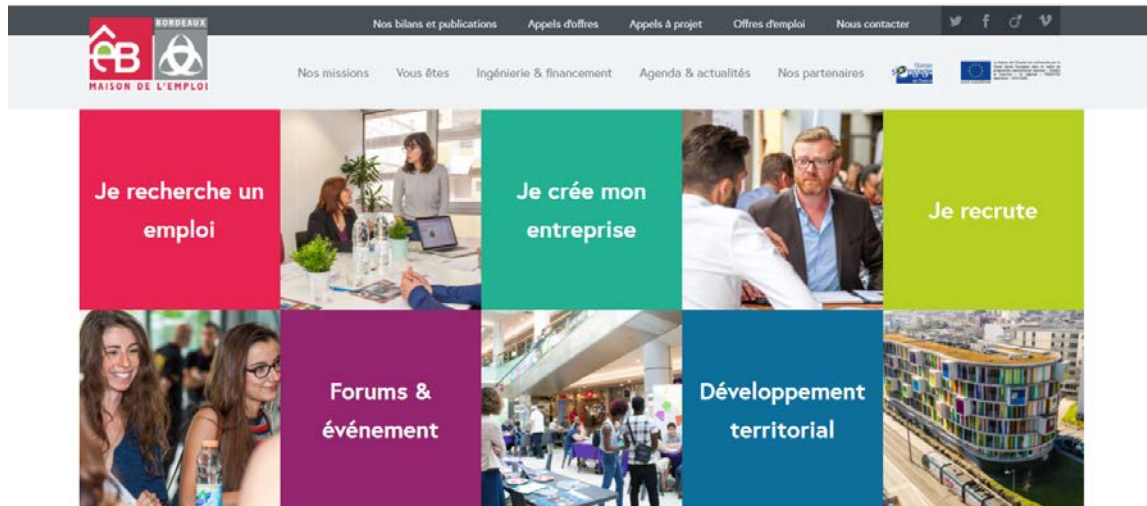 BORDEAUX
êB
MAISON DE L'EMPLOI
Nos bilans et publications Appels d'offres Appels à projet Offres d'emploi Nous contacter
Nos missions Vous êtes Ingénierie & financement Agenda & actualités Nos partenaires
Je recherche un
emploi
Je crée mon
entreprise
Je recrute
Forums &
événement
Développement
territorial